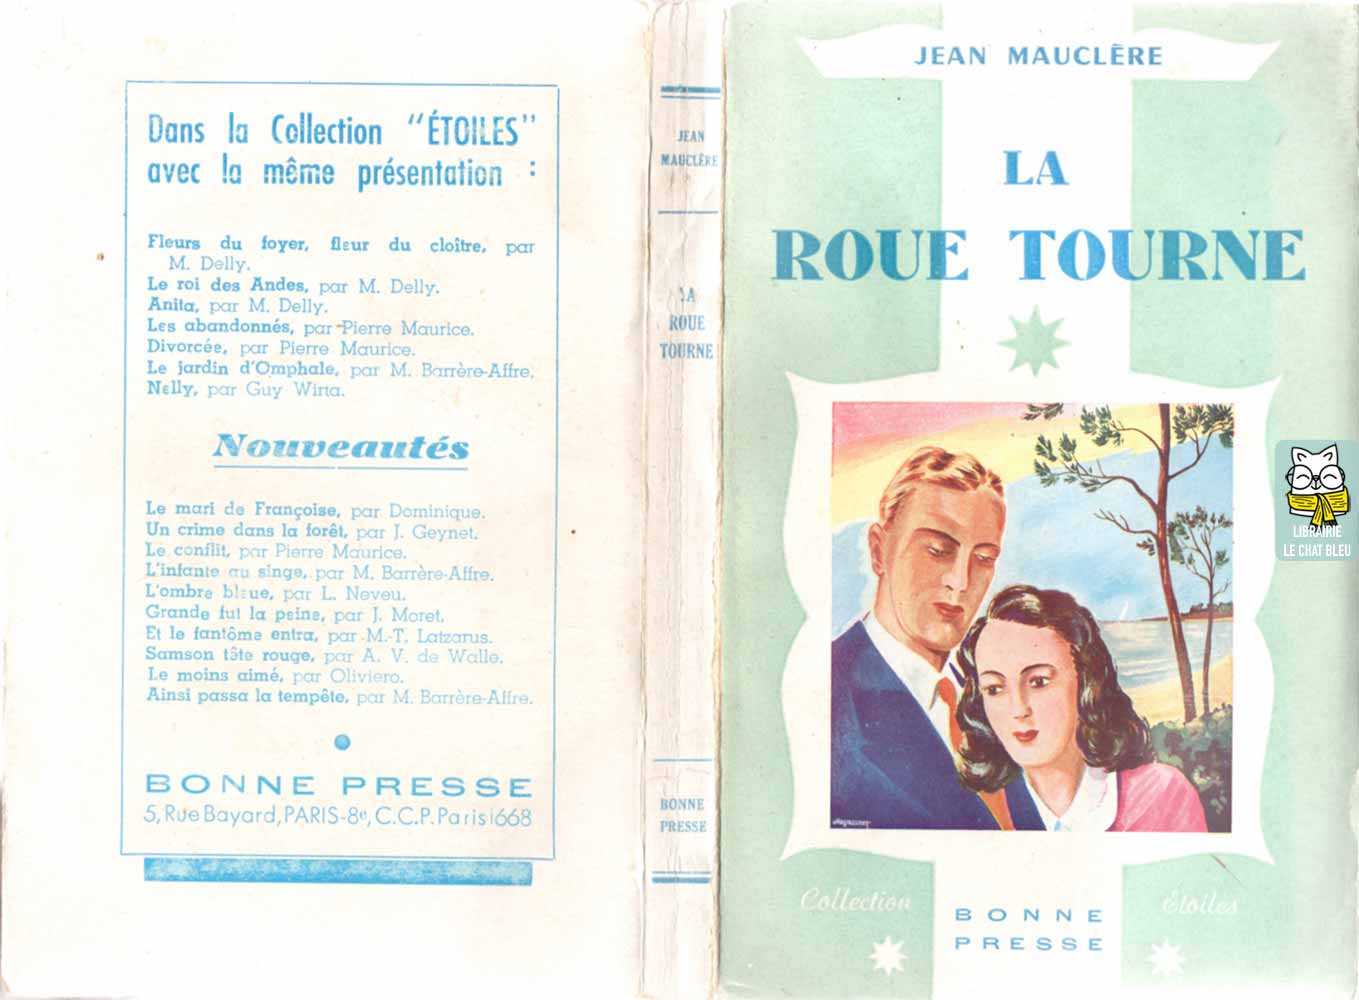 Dans la Collection "ÉTOILES"
avec la même présentation :
Fleurs du foyer, fleur du cloître, par
M. Delly.
Le roi des Andes, par M. Delly.
Anita, par M. Delly.
Les abandonnés, par Pierre Maurice.
Divorcée, par Pierre Maurice.
Le jardin d'Omphale, par M. Barrère-Affre.
Nelly, par Guy Wirta.
Nouveautés
Le mari de Françoise, par Dominique.
Un crime dans la forêt, par J. Geynet.
Le conflit, par Pierre Maurice.
L'infante au singe, par M. Barrère-Affre.
L'ombre bleue, par L. Neveu.
Grande fut la peine, par J. Moret.
Et le fantôme entra, par M.-T. Latzarus.
Samson tête rouge, par A. V. de Walle.
Le moins aimé, par Oliviero.
Ainsi passa la tempête, par M. Barrère-Affre.
BONNE PRESSE
5, Rue Bayard, PARIS-8e, C.C.P. Paris 1668
JEAN
MAUCLÈRE
LA
ROUE
TOURNE
BONNE
PRESSE
JEAN MAUCLÈRE
LA
ROUE TOURNE
Collection Étoiles
BONNE
PRESSE
LIBRAIRIE
LE CHAT BLEU